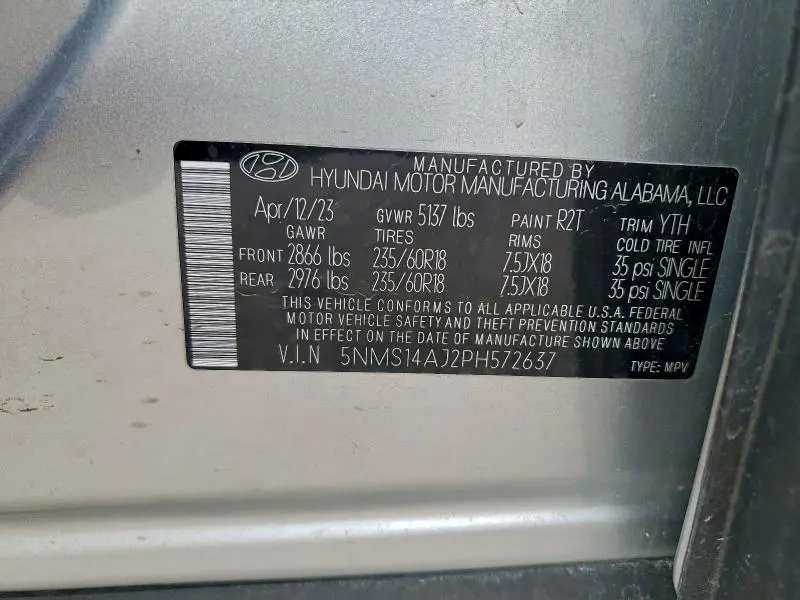 MANUFACTURED BY
HYUNDAI MOTOR MANUFACTURING ALABAMA, LLC
Apr/12/23 GVWR 5137 lbs PAINT R2T TRIM YTH
GAWR TIRES RIMS COLD TIRE INFL
FRONT 2866 lbs 235/60R18 7.5JX18 35 psi SINGLE
REAR 2976 lbs 235/60R18 7.5JX18 35 psi SINGLE
THIS VEHICLE CONFORMS TO ALL APPLICABLE U.S.A. FEDERAL
MOTOR VEHICLE SAFETY AND THEFT PREVENTION STANDARDS
IN EFFECT ON THE DATE OF MANUFACTURE SHOWN ABOVE
V.I.N 5NMS14AJ2PH572637 TYPE: MPV